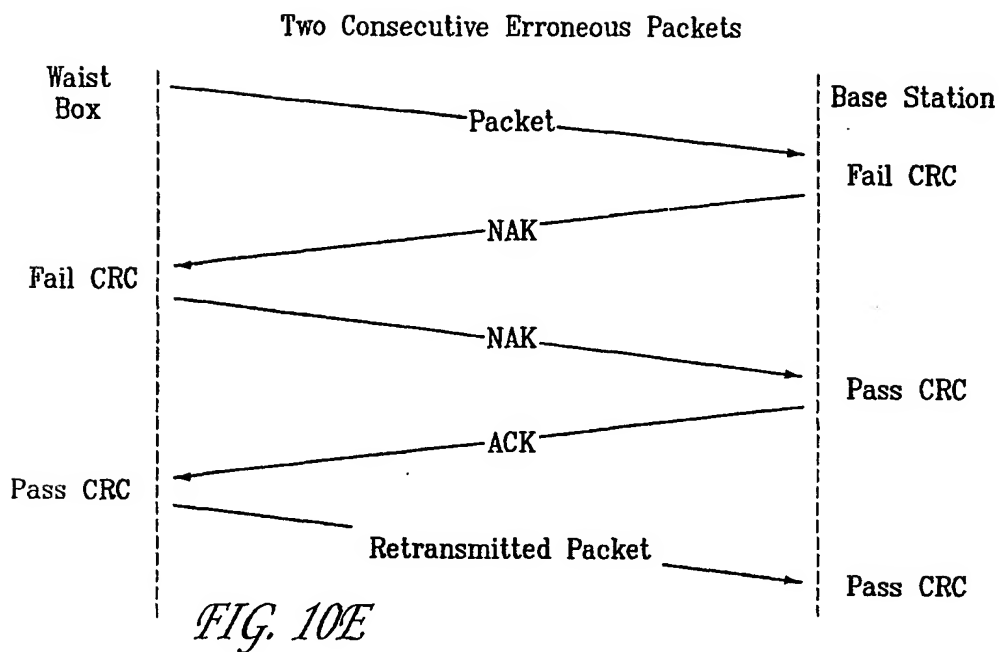 Two Consecutive Erroneous Packets
Waist
Box
Base Station
Packet
Fail CRC
NAK
Fail CRC
NAK
Pass CRC
ACK
Pass CRC
Retransmitted Packet
Pass CRC
FIG. 10E